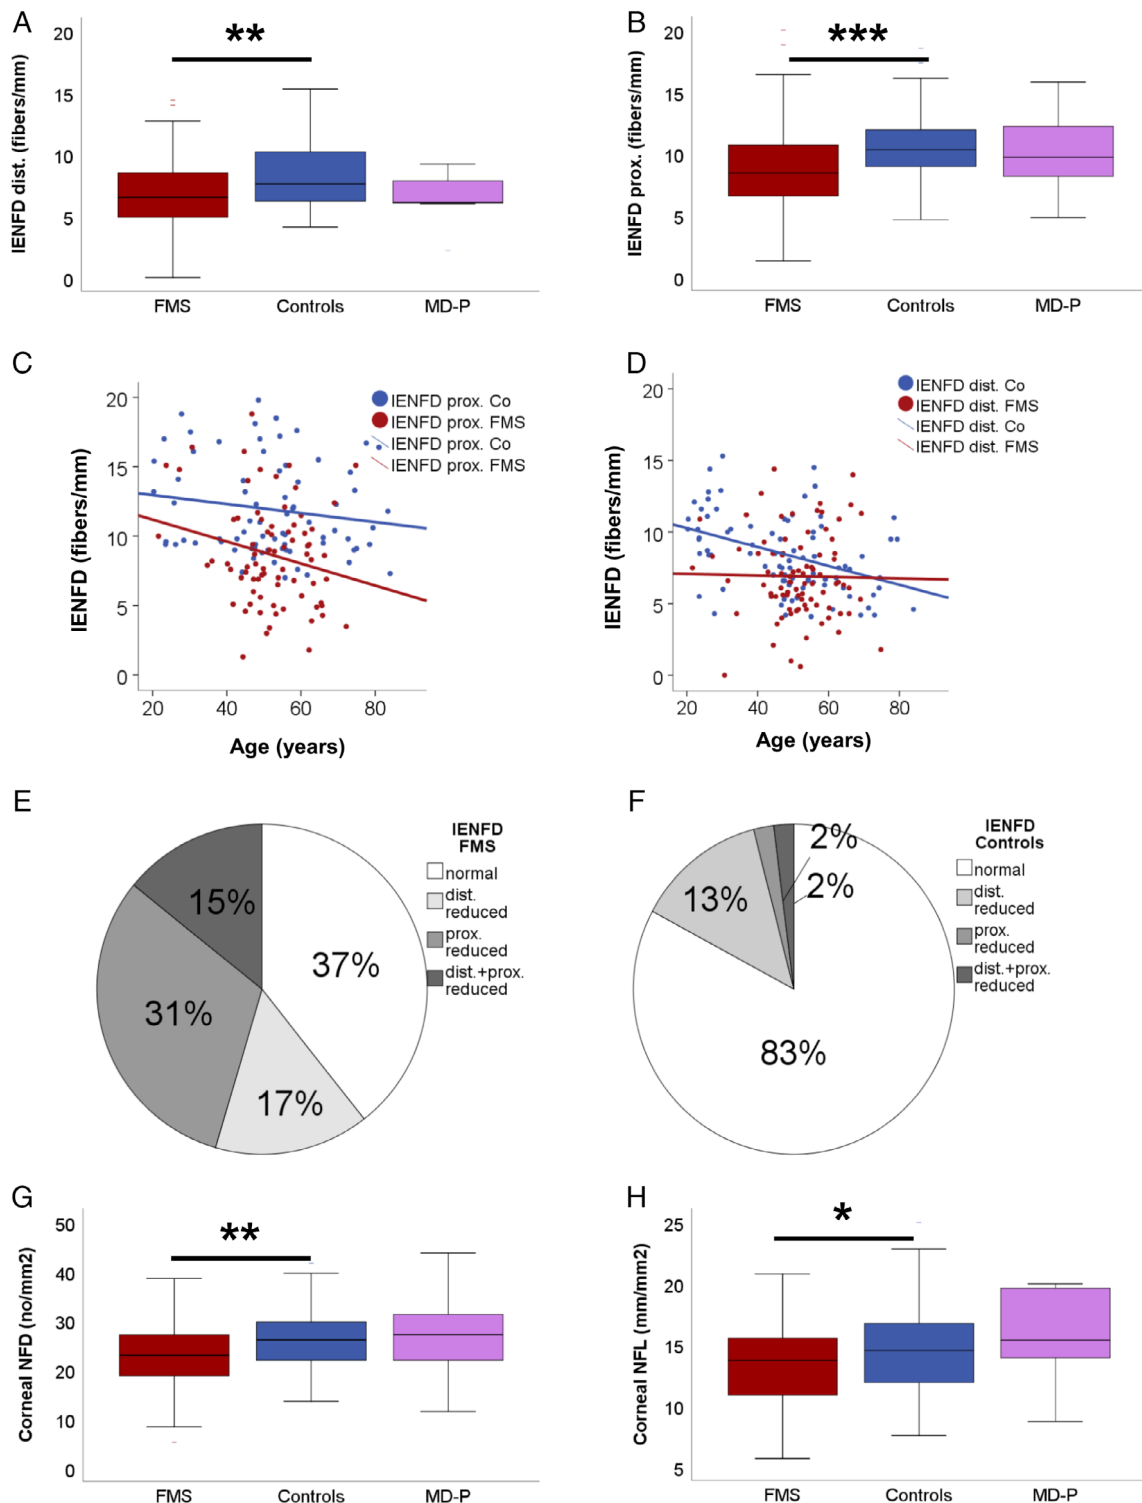 A
IENFD dist. (fibers/mm)
20
15
10
5
0
**
FMS
Controls
MD-P
B
IENFD prox. (fibers/mm)
20
15
10
5
0
***
FMS
Controls
MD-P
C
IENFD (fibers/mm)
20
15
10
5
0
IENFD prox. Co
IENFD prox. FMS
IENFD prox. Co
IENFD prox. FMS
20
40
60
80
Age (years)
D
IENFD (fibers/mm)
20
15
10
5
0
IENFD dist. Co
IENFD dist. FMS
IENFD dist. Co
IENFD dist. FMS
20
40
60
80
Age (years)
E
15%
37%
31%
17%
IENFD
FMS
normal
dist.
reduced
prox.
reduced
dist.+prox.
reduced
F
2%
2%
13%
83%
IENFD
Controls
normal
dist.
reduced
prox.
reduced
dist.+prox.
reduced
G
Corneal NFD (no/mm2)
50
40
30
20
10
0
**
FMS
Controls
MD-P
H
Corneal NFL (mm/mm2)
25
20
15
10
5
*
FMS
Controls
MD-P